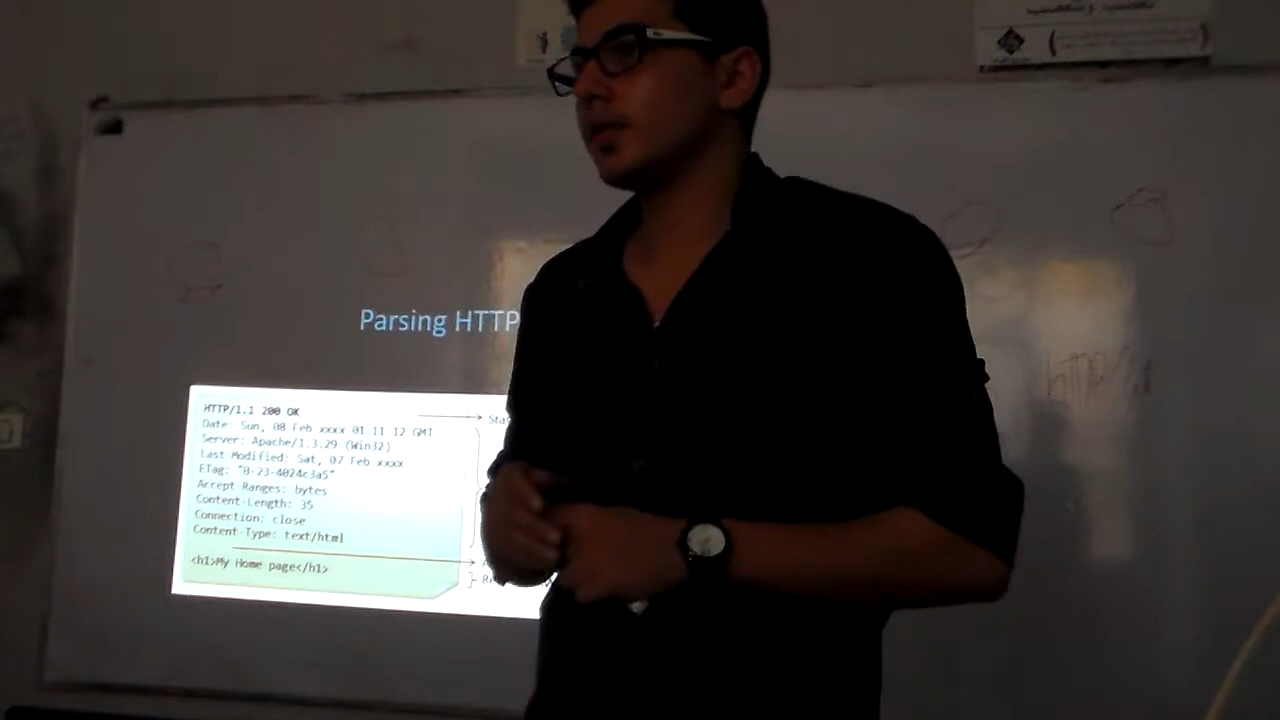 Parsing HTTP
HTTP/1.1 200 OK
Date: Sun, 08 Feb xxxx 01:11:12 GMT
Server: Apache/1.3.29 (Win32)
Last-Modified: Sat, 07 Feb xxxx
ETag: "0-23-4024c3a5"
Accept-Ranges: bytes
Content-Length: 35
Connection: close
Content-Type: text/html
<h1>My Home page</h1>